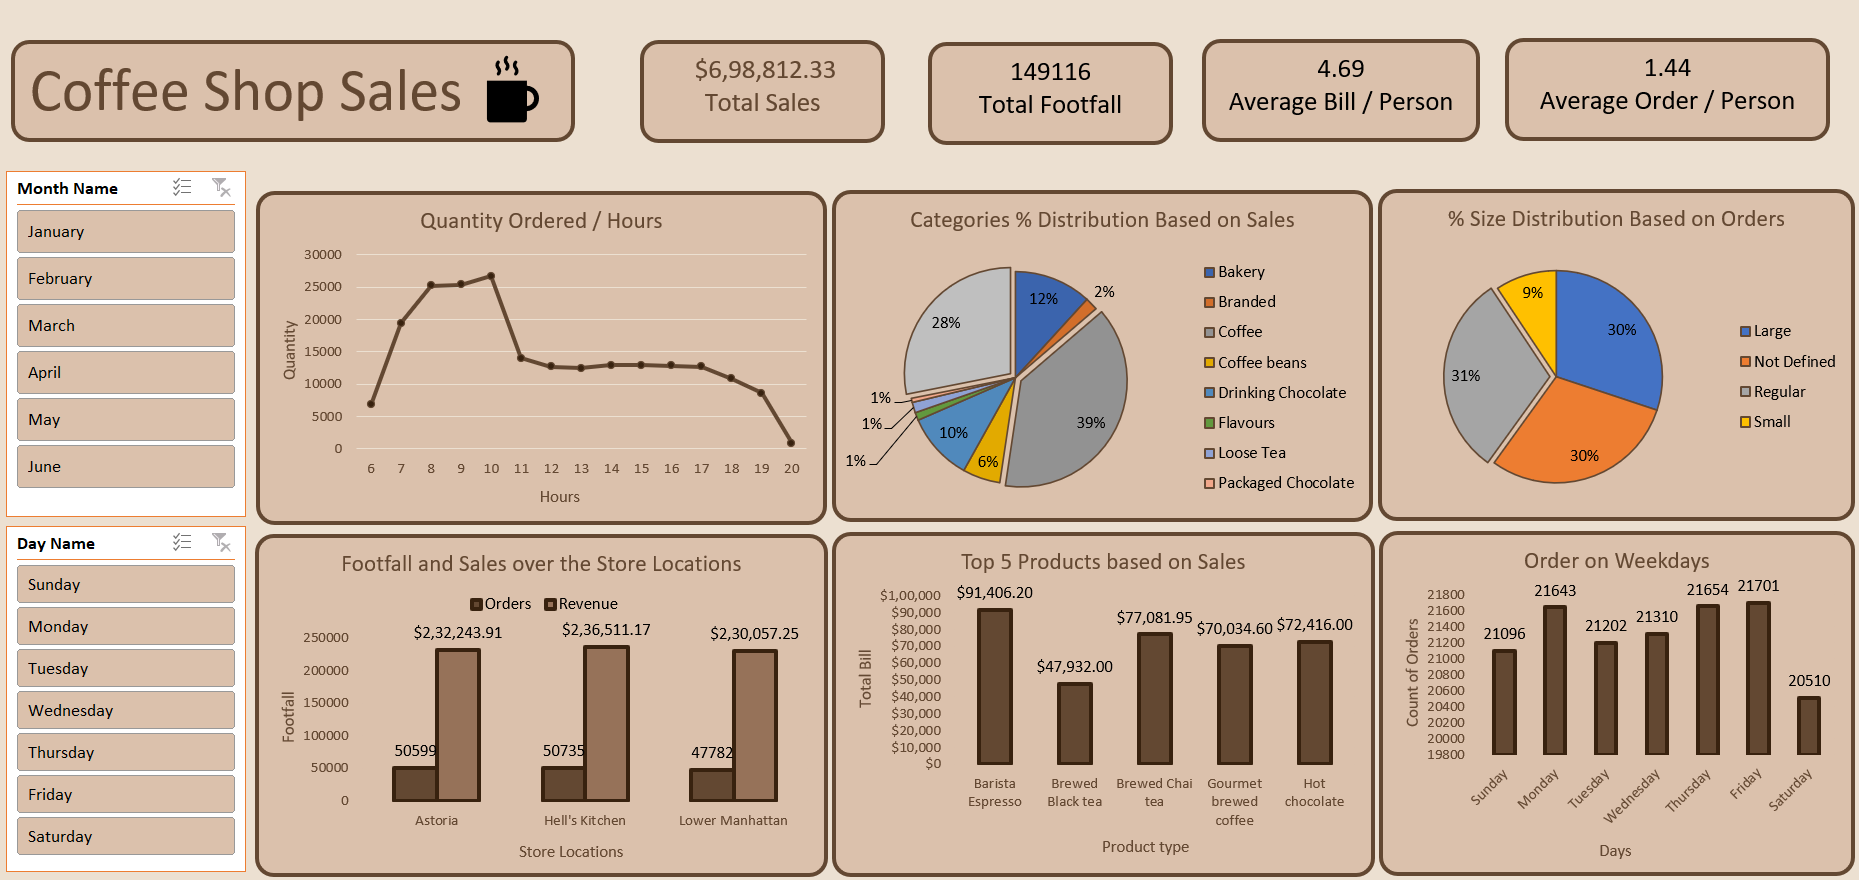 Coffee Shop Sales
$6,98,812.33
Total Sales
149116
Total Footfall
4.69
Average Bill / Person
1.44
Average Order / Person
Month Name
January
February
March
April
May
June
Day Name
Sunday
Monday
Tuesday
Wednesday
Thursday
Friday
Saturday
Quantity Ordered / Hours
30000
25000
20000
15000
10000
5000
0
Quantity
6 7 8 9 10 11 12 13 14 15 16 17 18 19 20
Hours
Categories % Distribution Based on Sales
12%
2%
39%
6%
10%
1%
1%
1%
28%
Bakery
Branded
Coffee
Coffee beans
Drinking Chocolate
Flavours
Loose Tea
Packaged Chocolate
% Size Distribution Based on Orders
30%
30%
31%
9%
Large
Not Defined
Regular
Small
Footfall and Sales over the Store Locations
Orders Revenue
250000
200000
150000
100000
50000
0
Footfall
50599 $2,32,243.91
50735 $2,36,511.17
47782 $2,30,057.25
Astoria Hell's Kitchen Lower Manhattan
Store Locations
Top 5 Products based on Sales
$1,00,000
$90,000
$80,000
$70,000
$60,000
$50,000
$40,000
$30,000
$20,000
$10,000
$0
Total Bill
$91,406.20
$47,932.00
$77,081.95
$70,034.60
$72,416.00
Barista
Espresso
Brewed
Black tea
Brewed Chai
tea
Gourmet
brewed
coffee
Hot
chocolate
Product type
Order on Weekdays
21800
21600
21400
21200
21000
20800
20600
20400
20200
20000
19800
Count of Orders
21096
21643
21202
21310
21654
21701
20510
Sunday
Monday
Tuesday
Wednesday
Thursday
Friday
Saturday
Days